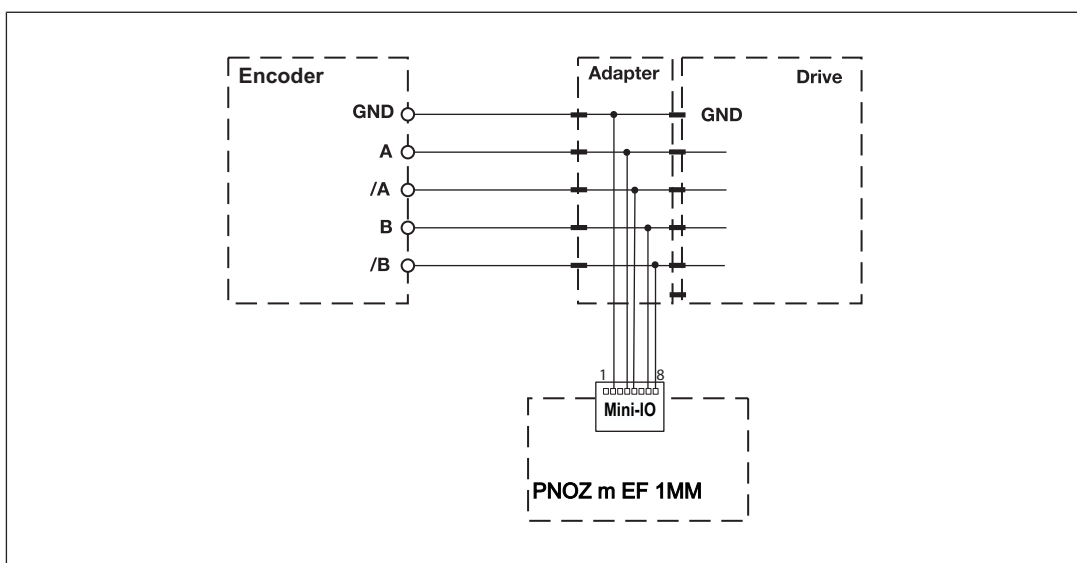 Encoder
Adapter
Drive
GND
GND
A
/A
B
/B
1
8
Mini-IO
PNOZ m EF 1MM